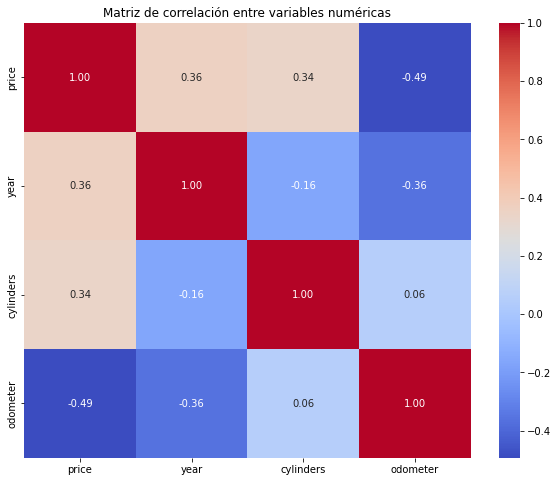 Matriz de correlación entre variables numéricas
price
1.00
0.36
0.34
-0.49
year
0.36
1.00
-0.16
-0.36
cylinders
0.34
-0.16
1.00
0.06
odometer
-0.49
-0.36
0.06
1.00
price
year
cylinders
odometer
1.0
0.8
0.6
0.4
0.2
0.0
-0.2
-0.4